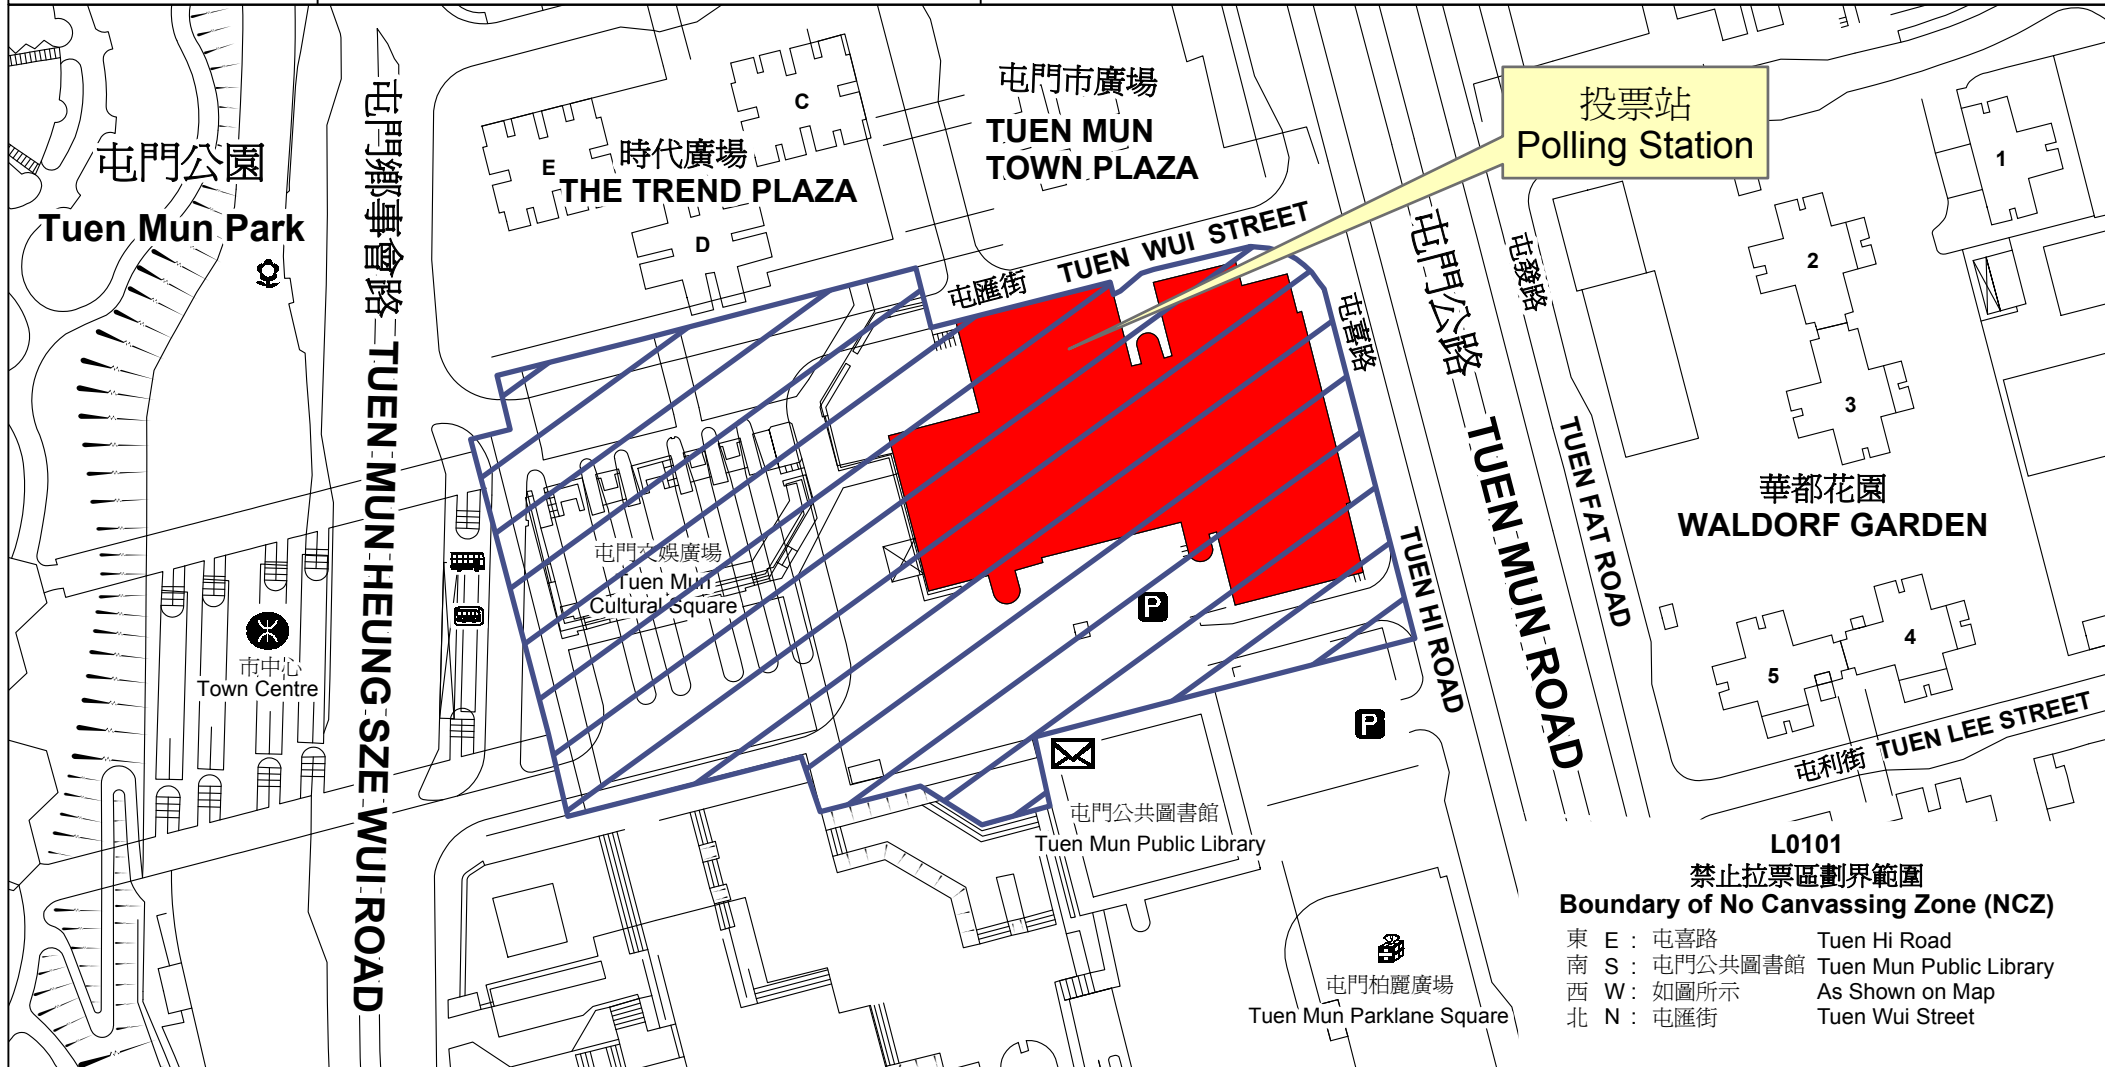 屯門公園
Tuen Mun Park
屯門鄉事會路 TUEN MUN HEUNG SZE WUI ROAD
市中心
Town Centre
C
E
D
時代廣場
THE TREND PLAZA
屯門市廣場
TUEN MUN
TOWN PLAZA
投票站
Polling Station
屯匯街 TUEN WUI STREET
屯喜路
TUEN HI ROAD
屯門公路 TUEN MUN ROAD
屯發路
TUEN FAT ROAD
1
2
3
華都花園
WALDORF GARDEN
4
5
屯利街 TUEN LEE STREET
屯門文娛廣場
Tuen Mun
Cultural Square
P
P
屯門公共圖書館
Tuen Mun Public Library
屯門柏麗廣場
Tuen Mun Parklane Square
L0101
禁止拉票區劃界範圍
Boundary of No Canvassing Zone (NCZ)
東 E : 屯喜路 Tuen Hi Road
南 S : 屯門公共圖書館 Tuen Mun Public Library
西 W : 如圖所示 As Shown on Map
北 N : 屯匯街 Tuen Wui Street